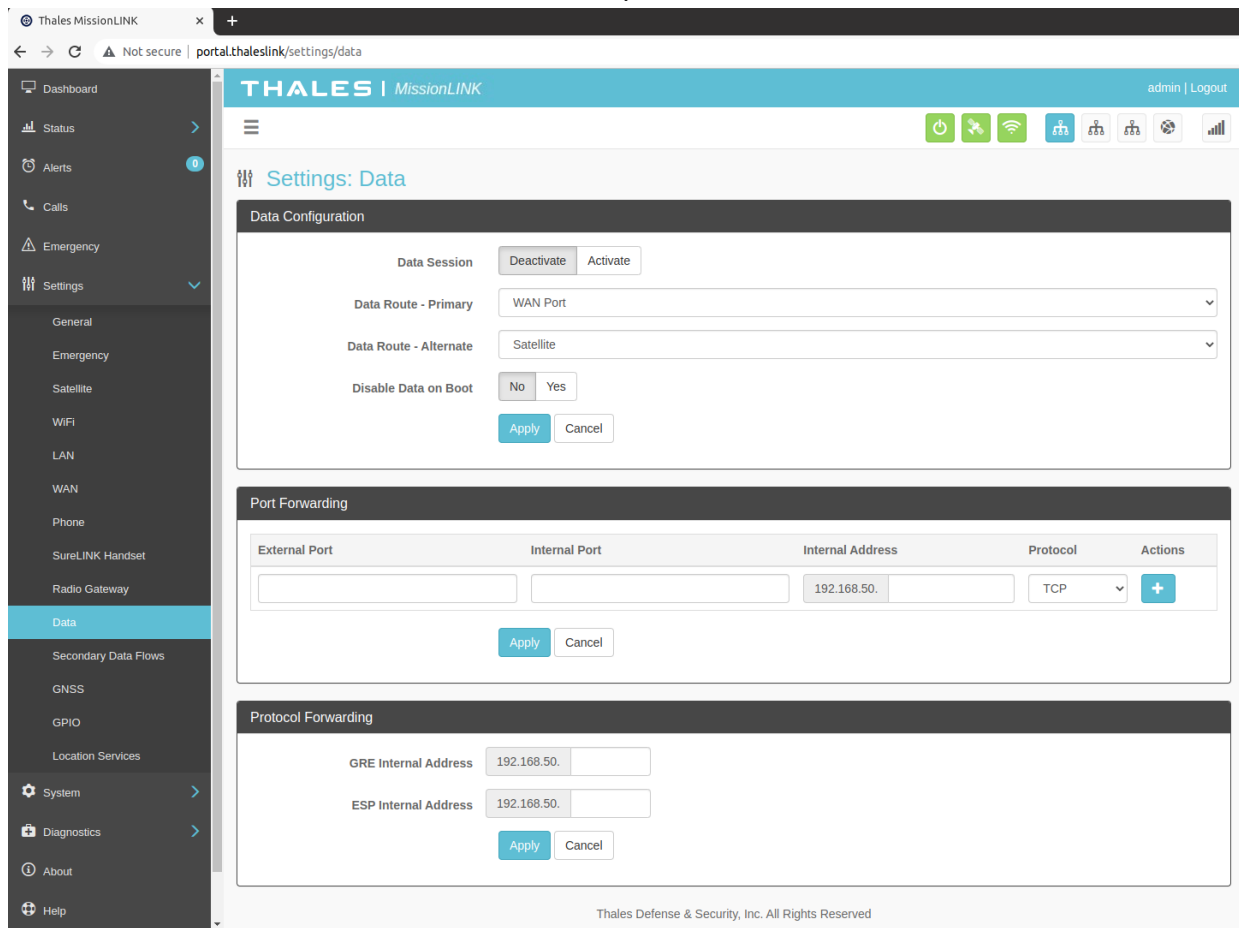 Thales MissionLINK
Not secure | portal.thaleslink/settings/data
Dashboard
Status
Alerts 0
Calls
Emergency
Settings
General
Emergency
Satellite
WiFi
LAN
WAN
Phone
SureLINK Handset
Radio Gateway
Data
Secondary Data Flows
GNSS
GPIO
Location Services
System
Diagnostics
About
Help
THALES | MissionLINK
admin | Logout
Settings: Data
Data Configuration
Data Session Deactivate Activate
Data Route - Primary WAN Port
Data Route - Alternate Satellite
Disable Data on Boot No Yes
Apply Cancel
Port Forwarding
External Port Internal Port Internal Address Protocol Actions
192.168.50. TCP +
Apply Cancel
Protocol Forwarding
GRE Internal Address 192.168.50.
ESP Internal Address 192.168.50.
Apply Cancel
Thales Defense & Security, Inc. All Rights Reserved